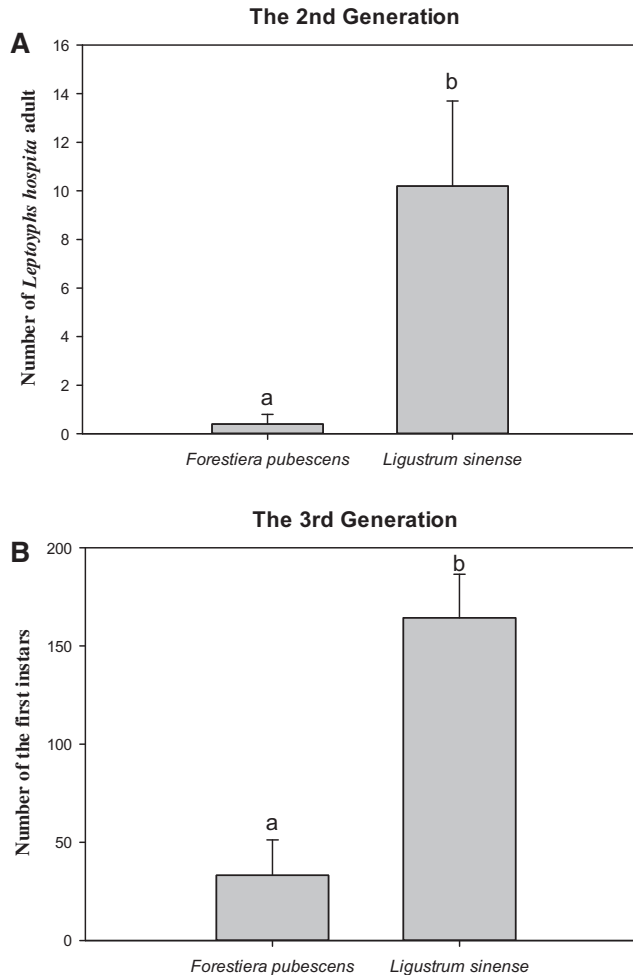 The 2nd Generation
A
Number of Leptoyphs hospita adult
16
14
12
10
8
6
4
2
0
a
b
Forestiera pubescens
Ligustrum sinense
The 3rd Generation
B
Number of the first instars
200
150
100
50
0
a
b
Forestiera pubescens
Ligustrum sinense